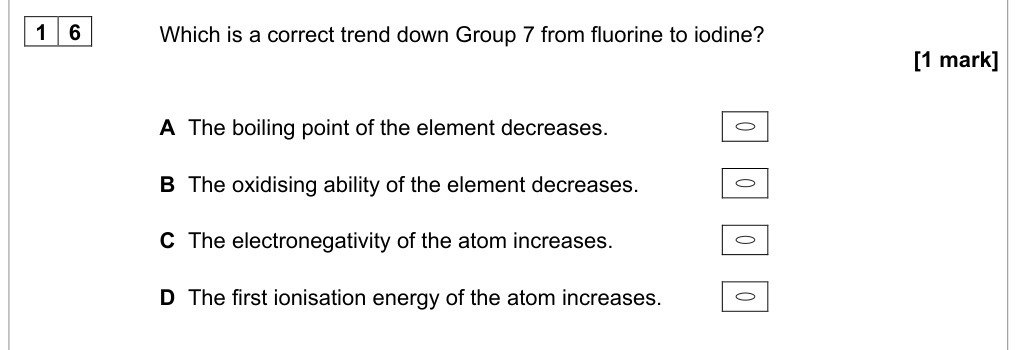 1 6 Which is a correct trend down Group 7 from fluorine to iodine?
[1 mark]
A The boiling point of the element decreases.
B The oxidising ability of the element decreases.
C The electronegativity of the atom increases.
D The first ionisation energy of the atom increases.